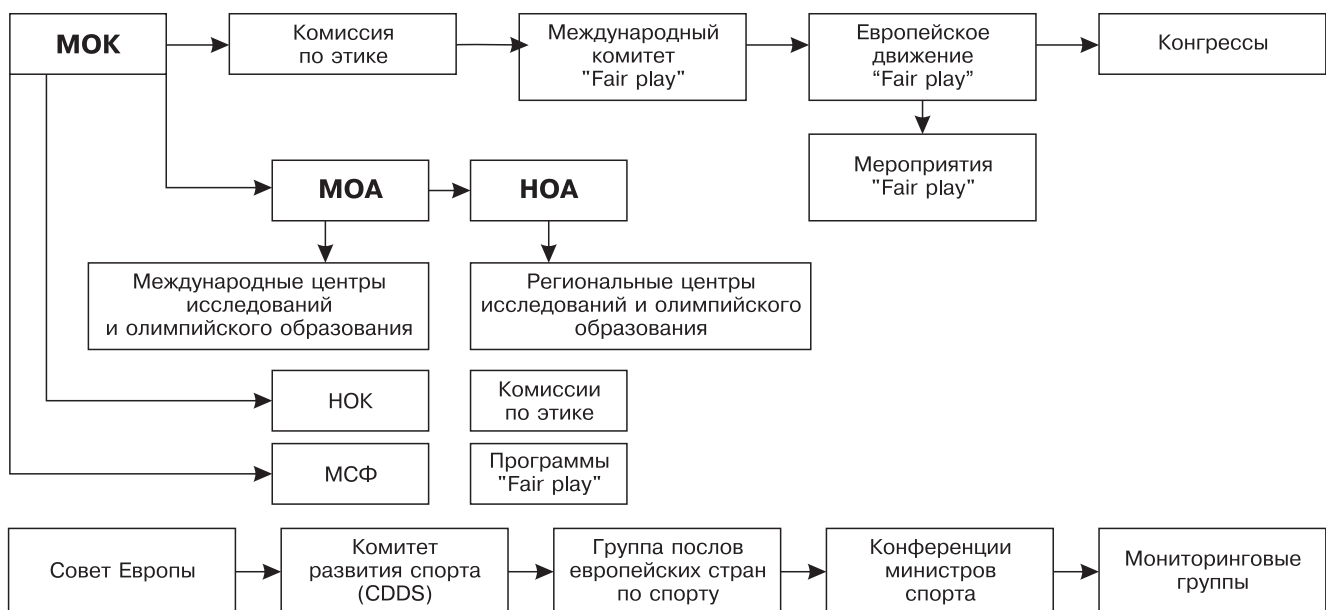 МОК
Комиссия
по этике
Международный
комитет
"Fair play"
Европейское
движение
“Fair play”
Конгрессы
Мероприятия
"Fair play"
МОА
НОА
Международные центры
исследований
и олимпийского образования
Региональные центры
исследований и олимпийского
образования
НОК
Комиссии
по этике
МСФ
Программы
"Fair play"
Совет Европы
Комитет
развития спорта
(CDDS)
Группа послов
европейских стран
по спорту
Конференции
министров
спорта
Мониторинговые
группы